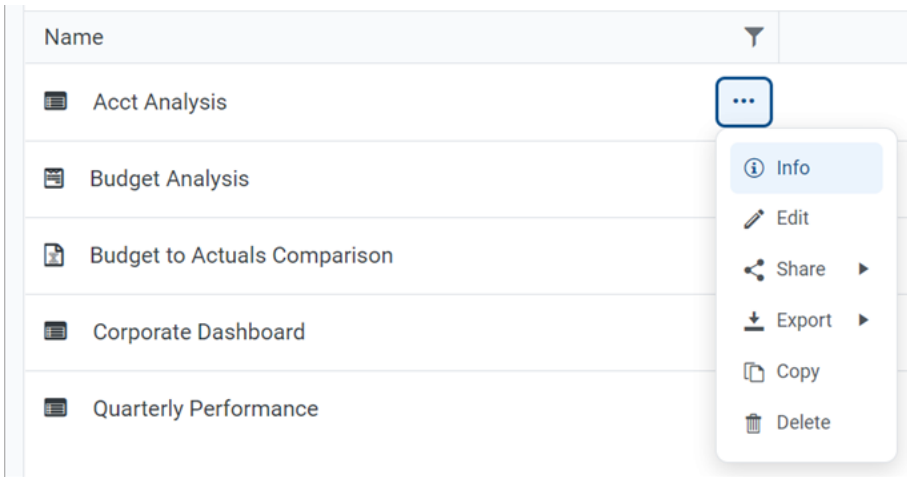 Name
Acct Analysis
Budget Analysis
Budget to Actuals Comparison
Corporate Dashboard
Quarterly Performance
Info
Edit
Share
Export
Copy
Delete